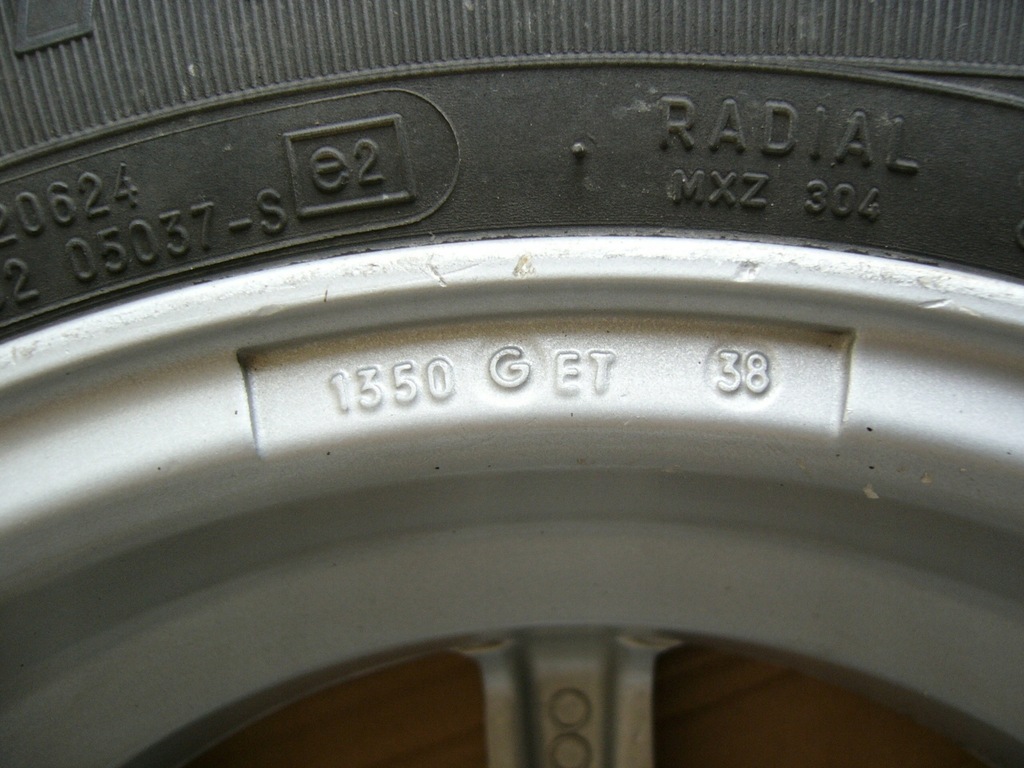 20624
2 05037-S
e2
RADIAL
MXZ 304
1350 G ET 38